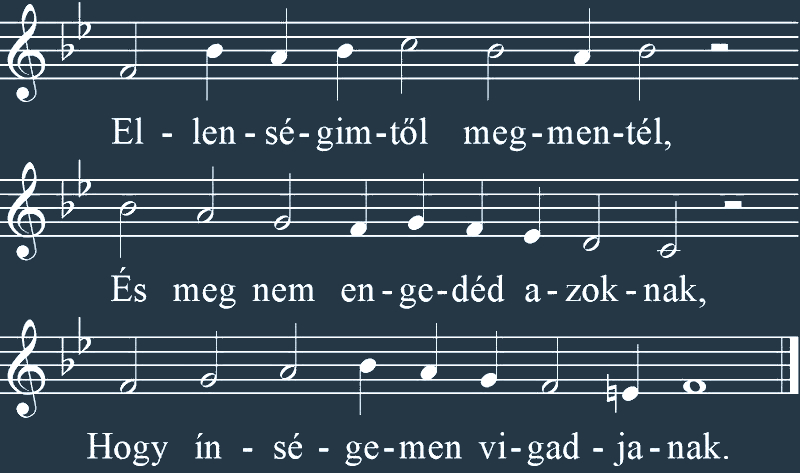 El - len - sé - gim - től meg - men - tél,
És meg nem en - ge - déd a - zok - nak,
Hogy ín - sé - ge - men vi - gad - ja - nak.